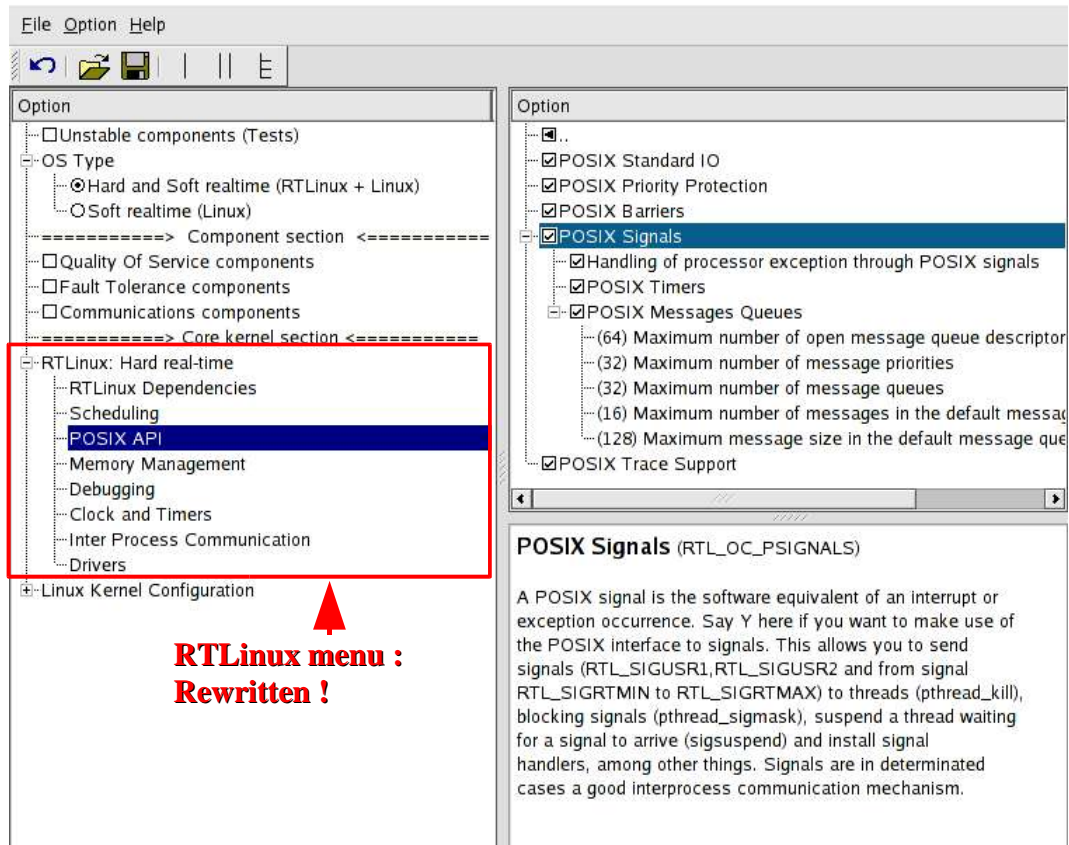 File Option Help
Option
Unstable components (Tests)
OS Type
Hard and Soft realtime (RTLinux + Linux)
Soft realtime (Linux)
===========> Component section <===========
Quality Of Service components
Fault Tolerance components
Communications components
===========> Core kernel section <===========
RTLinux: Hard real-time
RTLinux Dependencies
Scheduling
POSIX API
Memory Management
Debugging
Clock and Timers
Inter Process Communication
Drivers
Linux Kernel Configuration
RTLinux menu :
Rewritten !
Option
..
POSIX Standard IO
POSIX Priority Protection
POSIX Barriers
POSIX Signals
Handling of processor exception through POSIX signals
POSIX Timers
POSIX Messages Queues
(64) Maximum number of open message queue descriptor
(32) Maximum number of message priorities
(32) Maximum number of message queues
(16) Maximum number of messages in the default messag
(128) Maximum message size in the default message que
POSIX Trace Support
POSIX Signals (RTL_OC_PSIGNALS)
A POSIX signal is the software equivalent of an interrupt or
exception occurrence. Say Y here if you want to make use of
the POSIX interface to signals. This allows you to send
signals (RTL_SIGUSR1,RTL_SIGUSR2 and from signal
RTL_SIGRTMIN to RTL_SIGRTMAX) to threads (pthread_kill),
blocking signals (pthread_sigmask), suspend a thread waiting
for a signal to arrive (sigsuspend) and install signal
handlers, among other things. Signals are in determinated
cases a good interprocess communication mechanism.